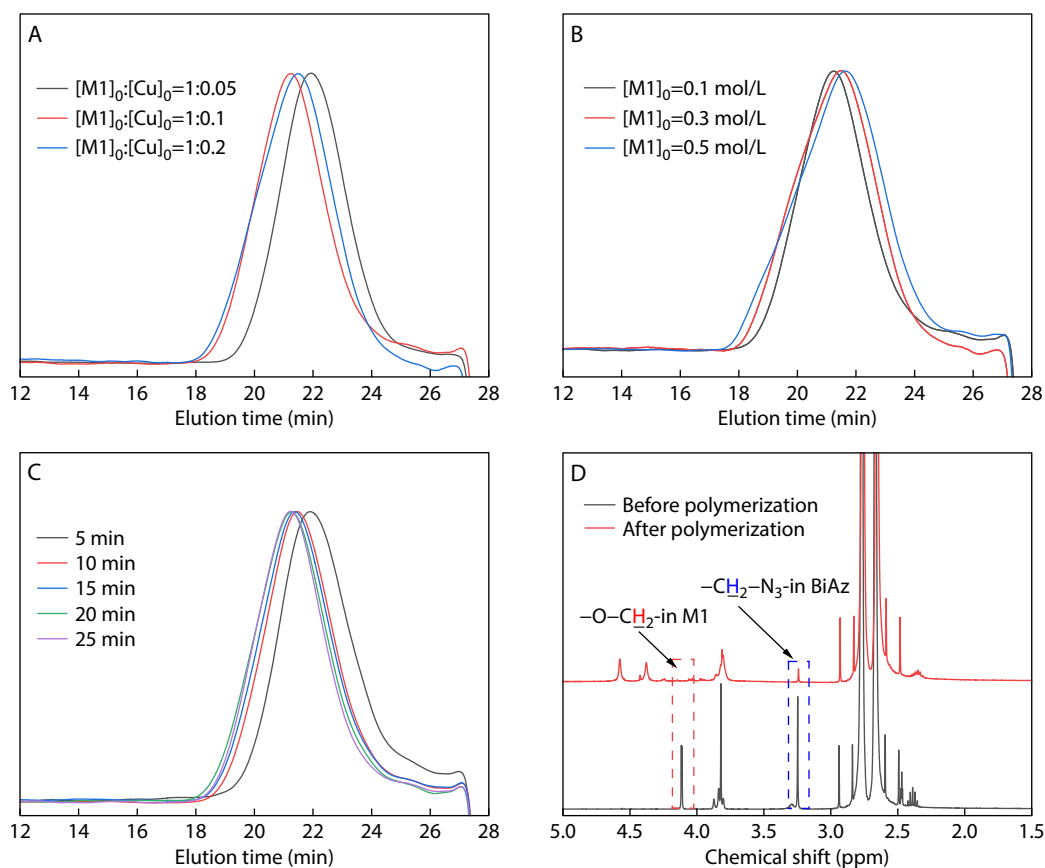 A
[M1]₀:[Cu]₀=1:0.05
[M1]₀:[Cu]₀=1:0.1
[M1]₀:[Cu]₀=1:0.2
12 14 16 18 20 22 24 26 28
Elution time (min)
B
[M1]₀=0.1 mol/L
[M1]₀=0.3 mol/L
[M1]₀=0.5 mol/L
12 14 16 18 20 22 24 26 28
Elution time (min)
C
5 min
10 min
15 min
20 min
25 min
12 14 16 18 20 22 24 26 28
Elution time (min)
D
Before polymerization
After polymerization
−CH₂−N₃-in BiAz
−O−CH₂-in M1
5.0 4.5 4.0 3.5 3.0 2.5 2.0 1.5
Chemical shift (ppm)